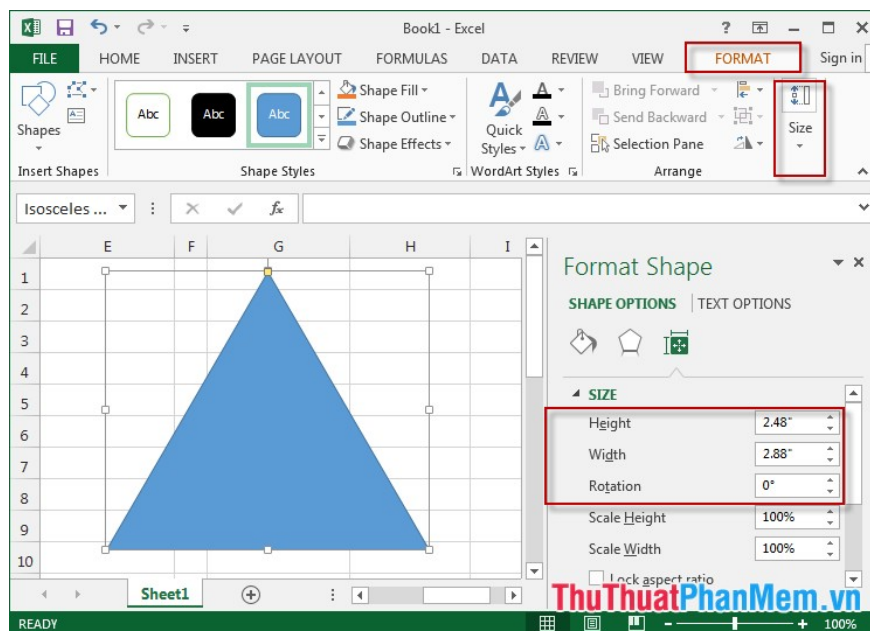 Book1 - Excel
?
FILE HOME INSERT PAGE LAYOUT FORMULAS DATA REVIEW VIEW FORMAT Sign in
Shapes
Abc Abc Abc
Shape Fill
Shape Outline
Shape Effects
Quick
Styles
A
A
A
Bring Forward
Send Backward
Selection Pane
Size
Insert Shapes Shape Styles WordArt Styles Arrange
Isosceles ... fx
E F G H I
1
2
3
4
5
6
7
8
9
10
Format Shape
SHAPE OPTIONS TEXT OPTIONS
SIZE
Height 2.48"
Width 2.88"
Rotation 0°
Scale Height 100%
Scale Width 100%
Lock aspect ratio
Sheet1
ThuThuatPhanMem.vn
READY 100%